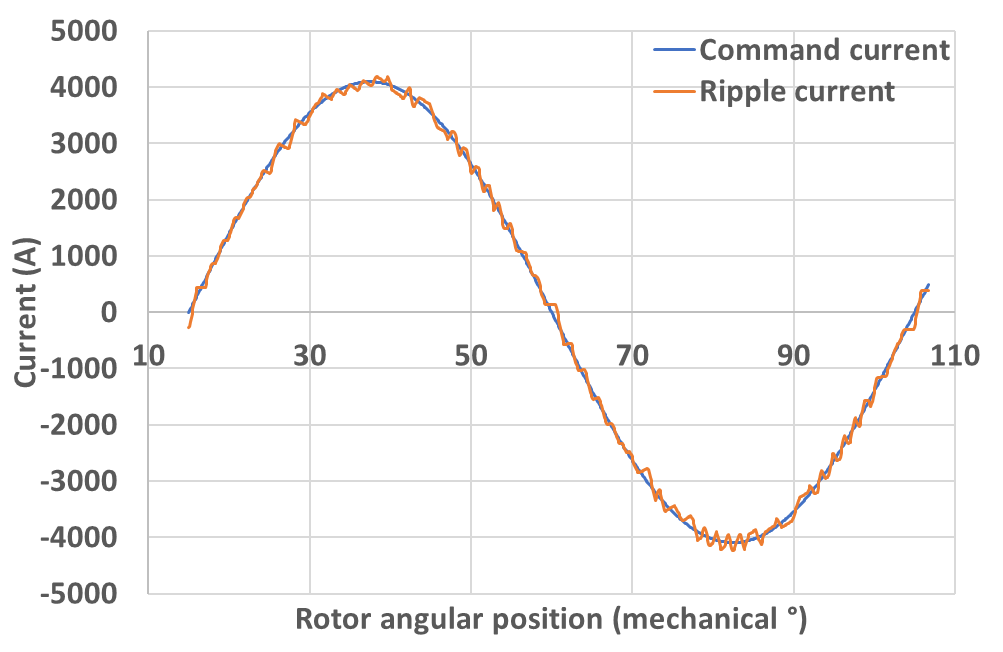 5000
Command current
4000
Ripple current
3000
2000
1000
0
10 30 50 70 90 110
-1000
-2000
-3000
-4000
-5000
Current (A)
Rotor angular position (mechanical °)